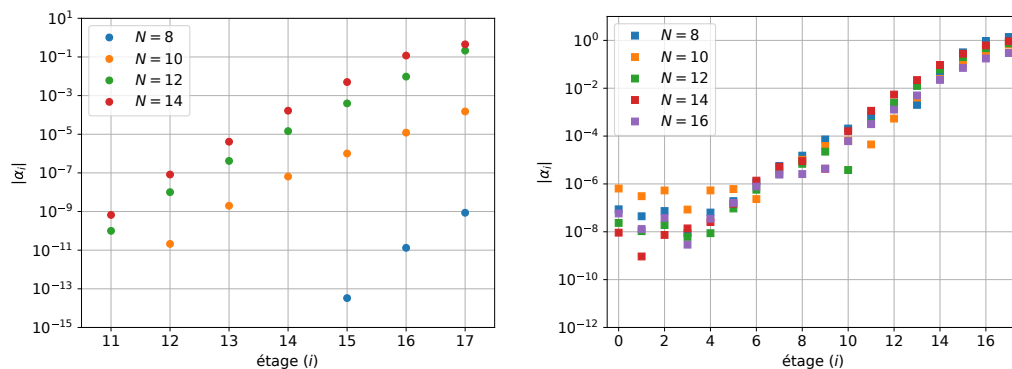 10^1
10^-1
10^-3
10^-5
10^-7
10^-9
10^-11
10^-13
10^-15
|α_i|
N = 8
N = 10
N = 12
N = 14
11 12 13 14 15 16 17
étage (i)
10^0
10^-2
10^-4
10^-6
10^-8
10^-10
10^-12
|α_i|
N = 8
N = 10
N = 12
N = 14
N = 16
0 2 4 6 8 10 12 14 16
étage (i)